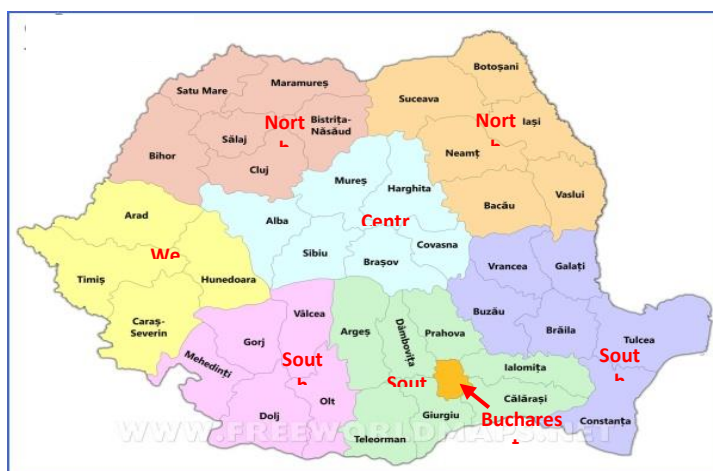 Botoșani
Satu Mare
Maramureș
Suceava
Bistrița-
Năsăud
Nort
Nort
Iași
Sălaj
Neamț
Bihor
Cluj
Mureș
Harghita
Vaslui
Bacău
Arad
Alba
Centr
Covasna
We
Sibiu
Brașov
Vrancea
Galați
Timiș
Hunedoara
Vâlcea
Buzău
Argeș
Dâmbovița
Prahova
Brăila
Caraș-
Severin
Gorj
Tulcea
Mehedinți
Sout
Sout
Sout
Ialomița
Olt
Călărași
Dolj
Giurgiu
Buchares
Constanța
Teleorman
WWW.FREEWORLDMAPS.NET